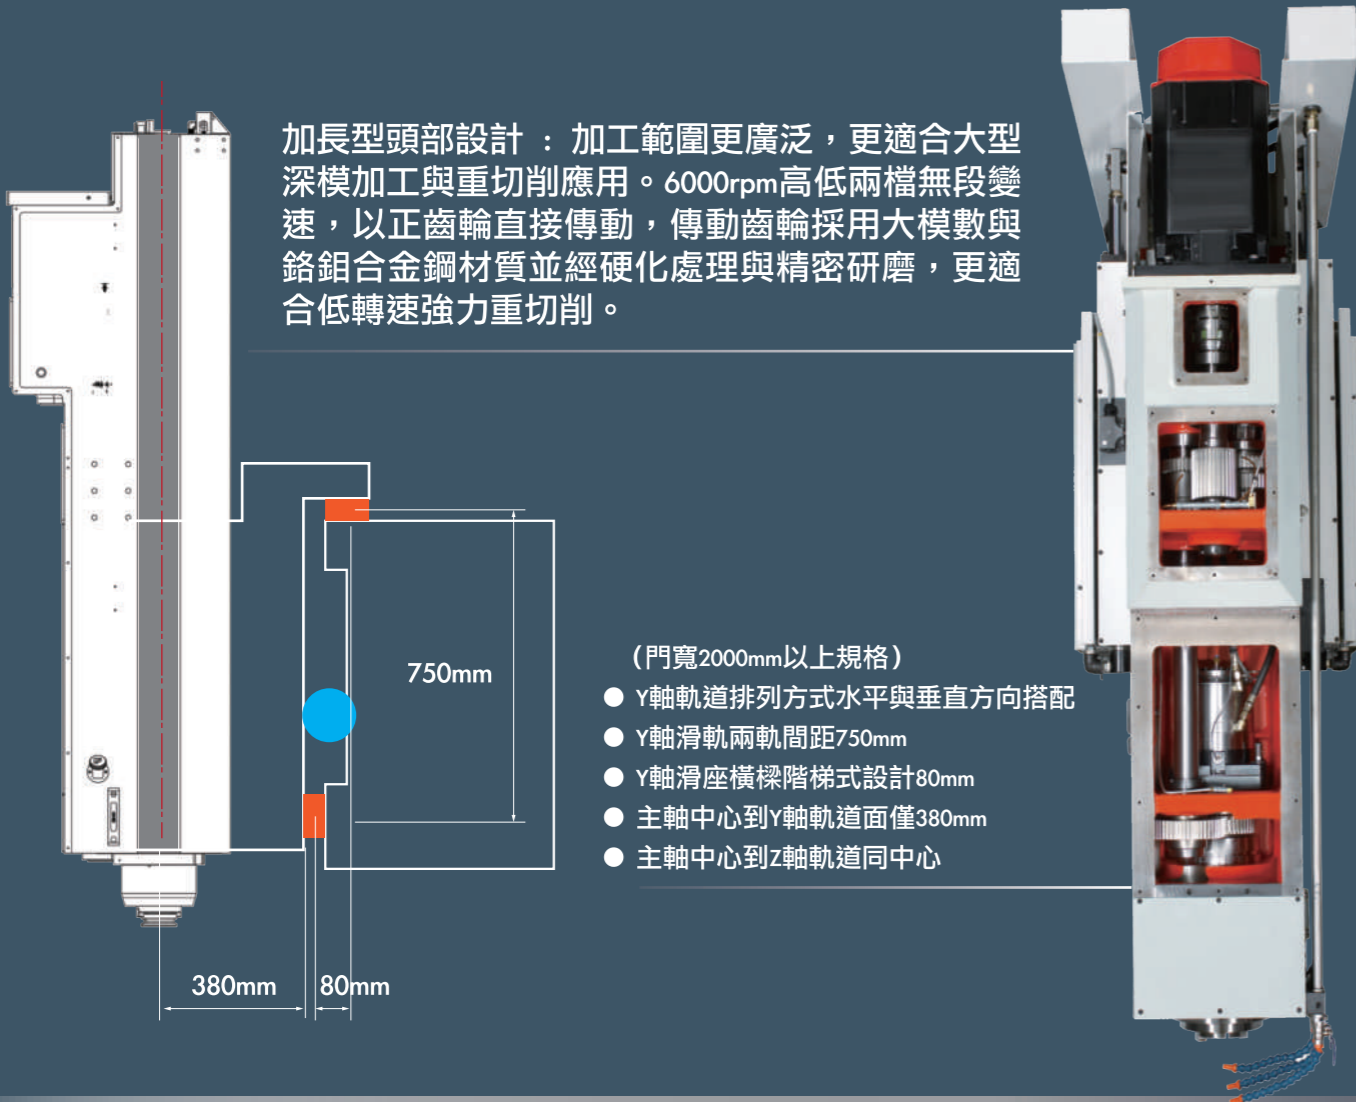 加長型頭部設計 : 加工範圍更廣泛，更適合大型
深模加工與重切削應用。6000rpm高低兩檔無段變
速，以正齒輪直接傳動，傳動齒輪採用大模數與
鉻鉬合金鋼材質並經硬化處理與精密研磨，更適
合低轉速強力重切削。
750mm
（門寬2000mm以上規格）
● Y軸軌道排列方式水平與垂直方向搭配
● Y軸滑軌兩軌間距750mm
● Y軸滑座橫樑階梯式設計80mm
● 主軸中心到Y軸軌道面僅380mm
● 主軸中心到Z軸軌道同中心
380mm
80mm